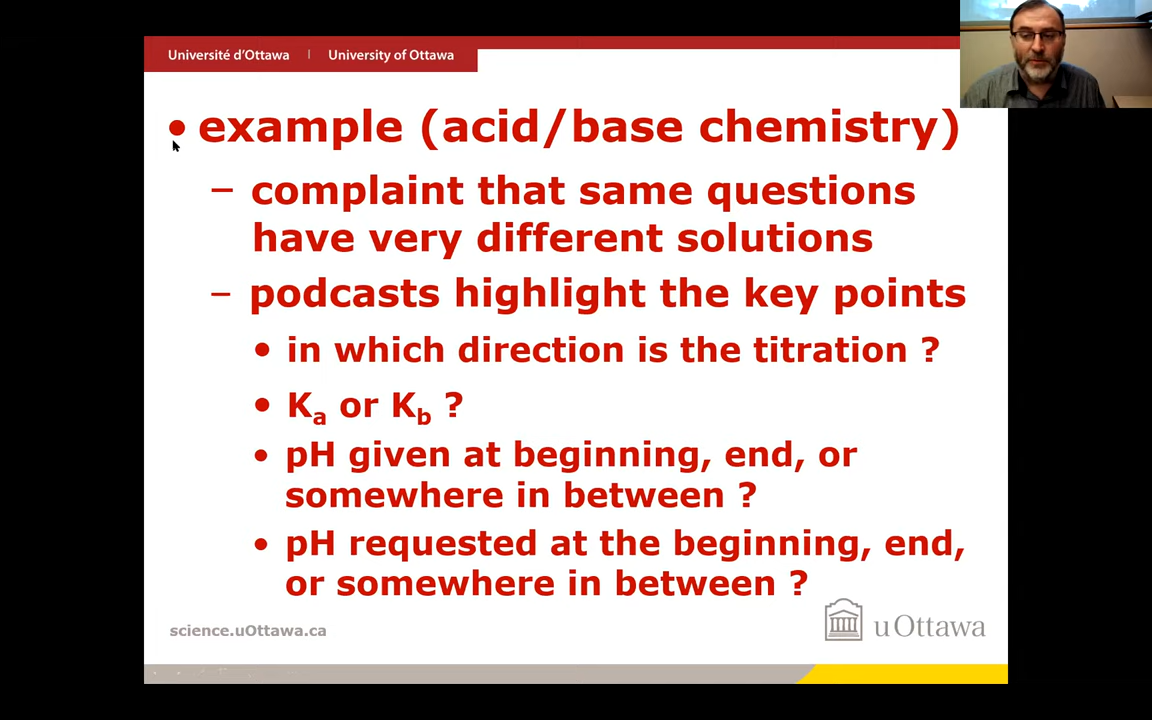 Université d'Ottawa | University of Ottawa
• example (acid/base chemistry)
– complaint that same questions
have very different solutions
– podcasts highlight the key points
• in which direction is the titration ?
• Ka or Kb ?
• pH given at beginning, end, or
somewhere in between ?
• pH requested at the beginning, end,
or somewhere in between ?
science.uOttawa.ca
uOttawa